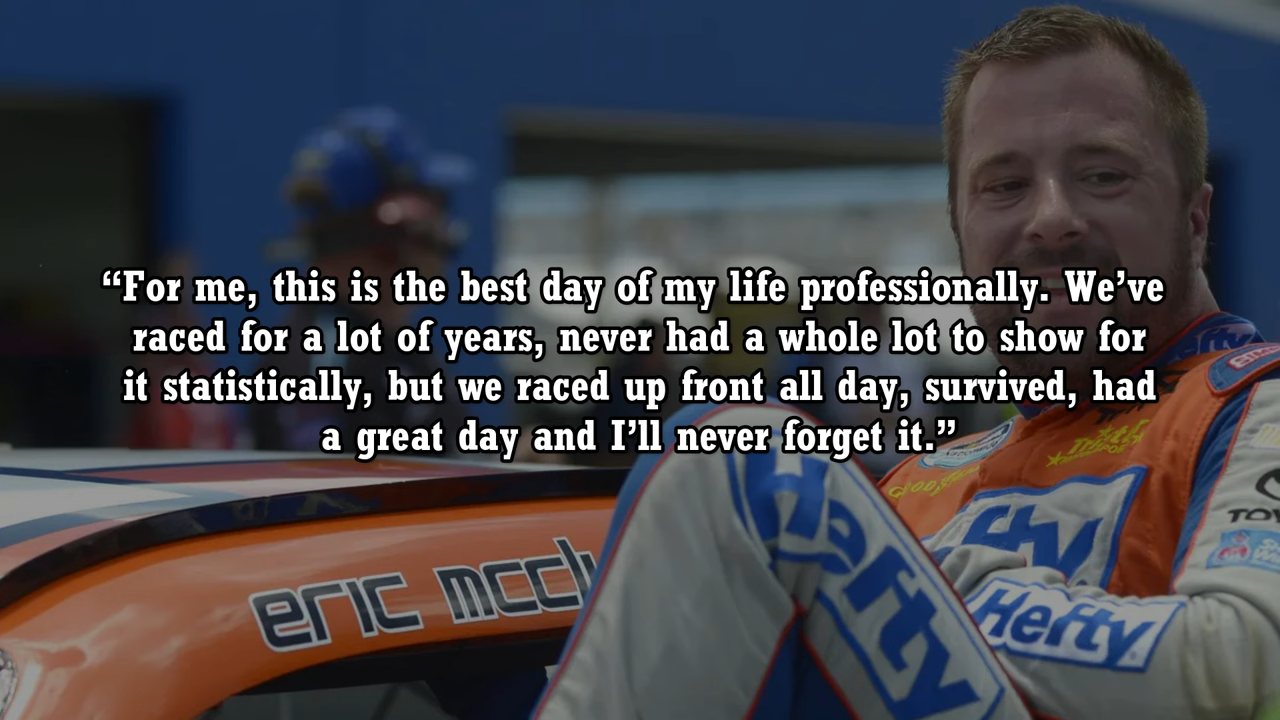 “For me, this is the best day of my life professionally. We’ve
raced for a lot of years, never had a whole lot to show for
it statistically, but we raced up front all day, survived, had
a great day and I’ll never forget it.”
eric mccl
Hefty
Hefty
Hefty